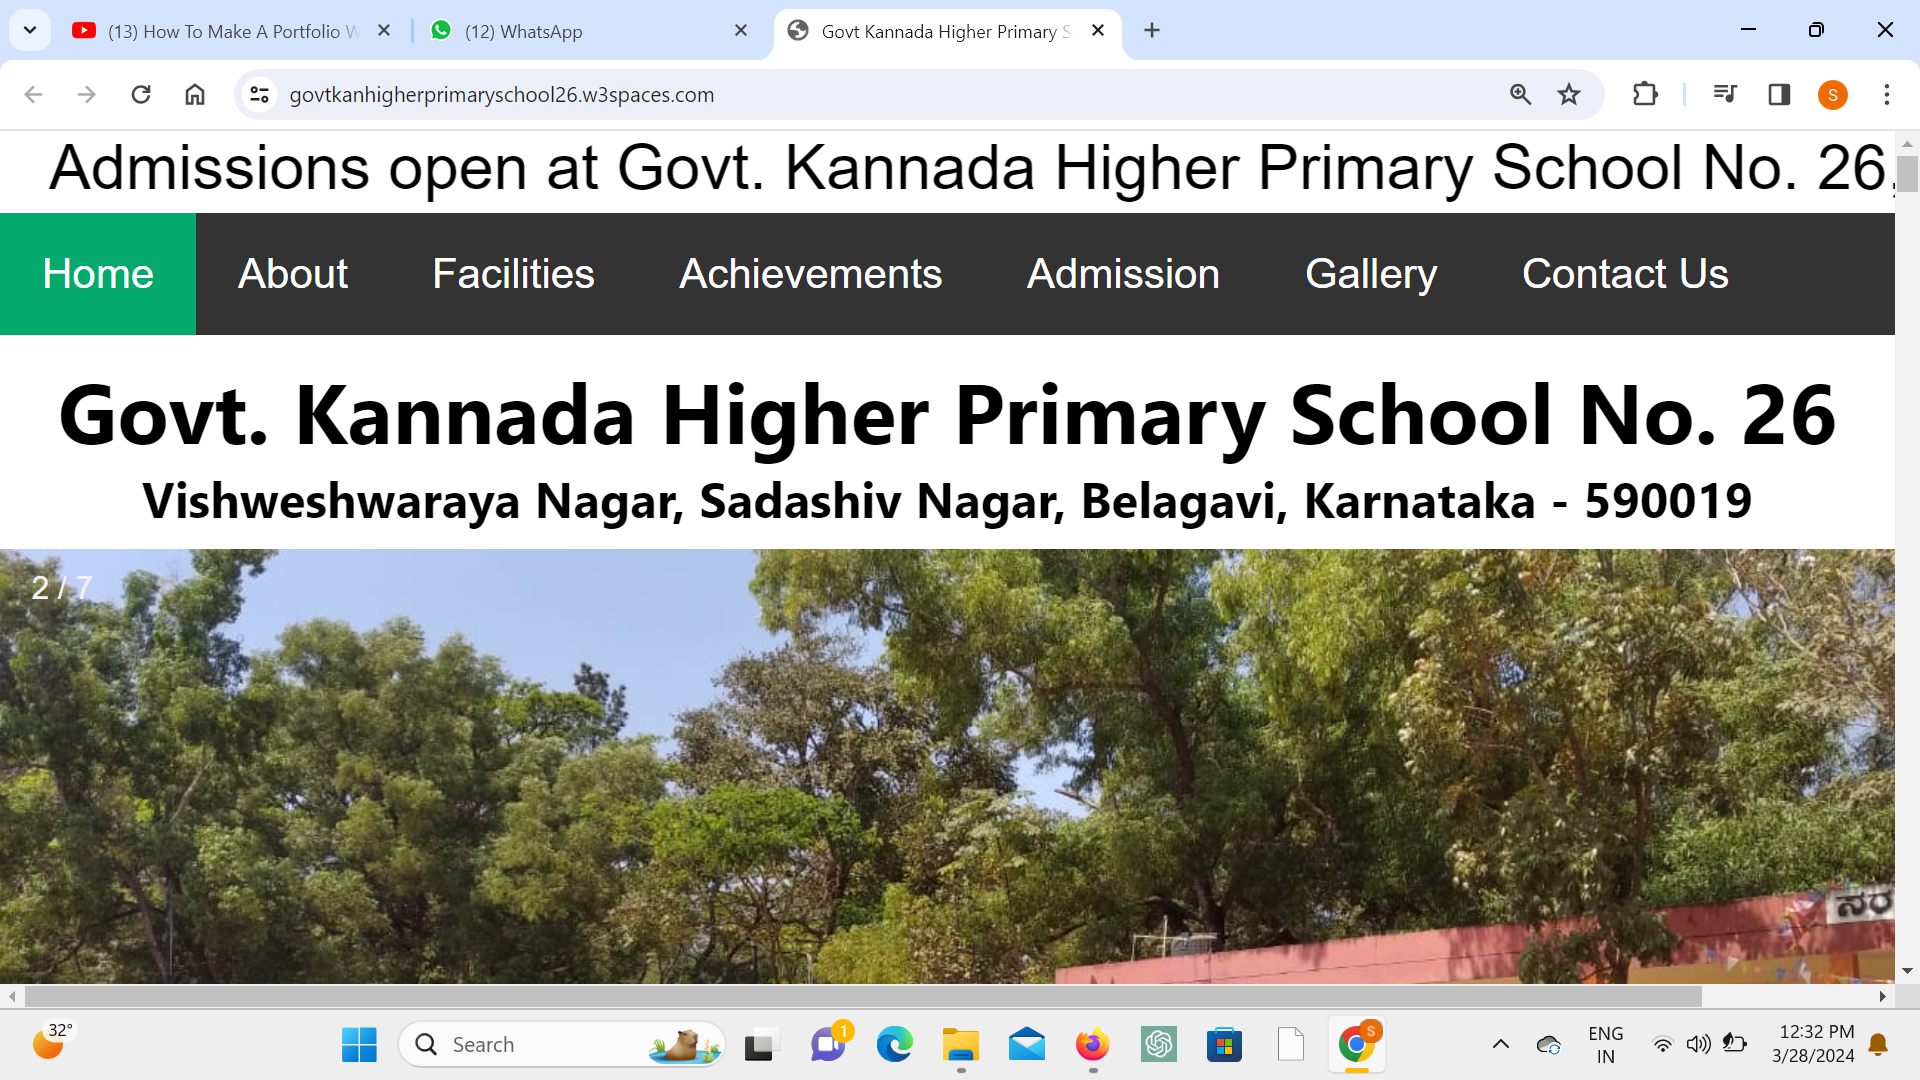 (13) How To Make A Portfolio W
(12) WhatsApp
Govt Kannada Higher Primary S
govtkanhigherprimaryschool26.w3spaces.com
S
Admissions open at Govt. Kannada Higher Primary School No. 26,
Home About Facilities Achievements Admission Gallery Contact Us
Govt. Kannada Higher Primary School No. 26
Vishweshwaraya Nagar, Sadashiv Nagar, Belagavi, Karnataka - 590019
2 / 7
ಸರ
32°
Search
1
S
ENG
IN
12:32 PM
3/28/2024